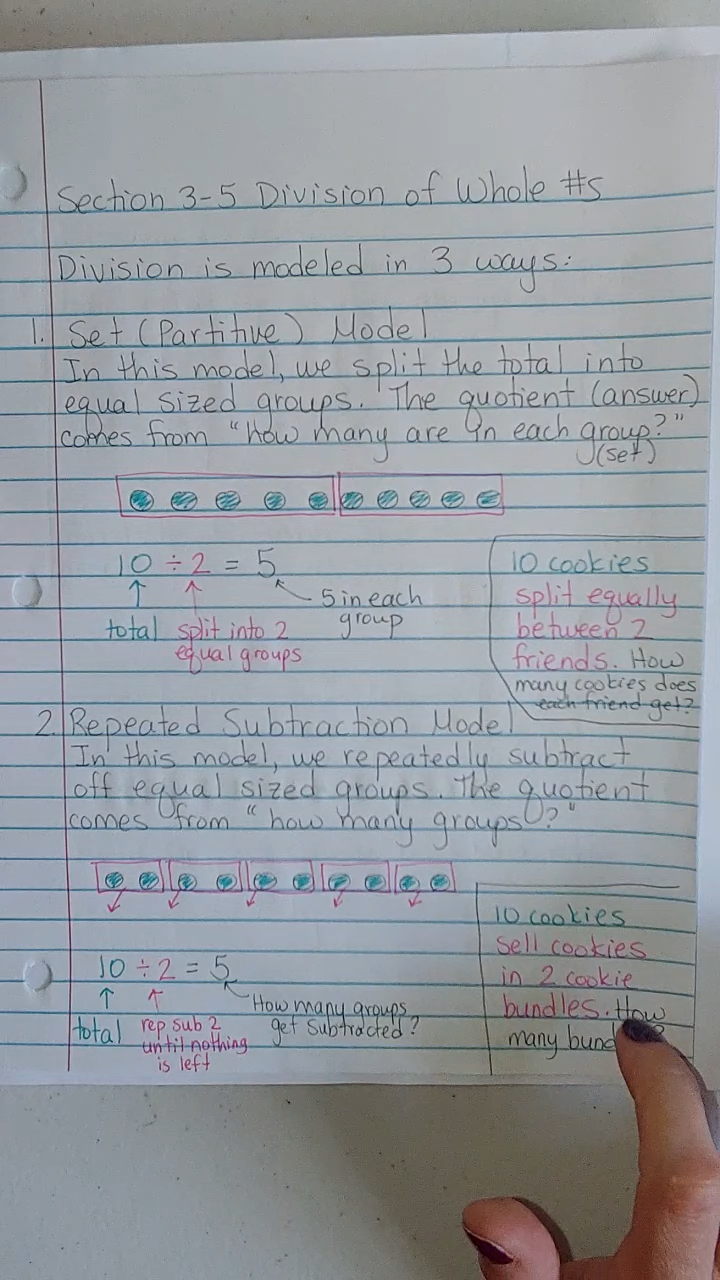 Section 3-5 Division of Whole #s
Division is modeled in 3 ways:
1. Set (Partitive) Model
In this model, we split the total into
equal sized groups. The quotient (answer)
comes from "How many are in each group?"
(set)
10 ÷ 2 = 5
5 in each
group
total
split into 2
equal groups
10 cookies
split equally
between 2
friends. How
many cookies does
each friend get?
2. Repeated Subtraction Model
In this model, we repeatedly subtract
off equal sized groups. The quotient
comes from "how many groups?"
10 ÷ 2 = 5
How many groups
get subtracted?
total
rep sub 2
until nothing
is left
10 cookies
sell cookies
in 2 cookie
bundles. How
many